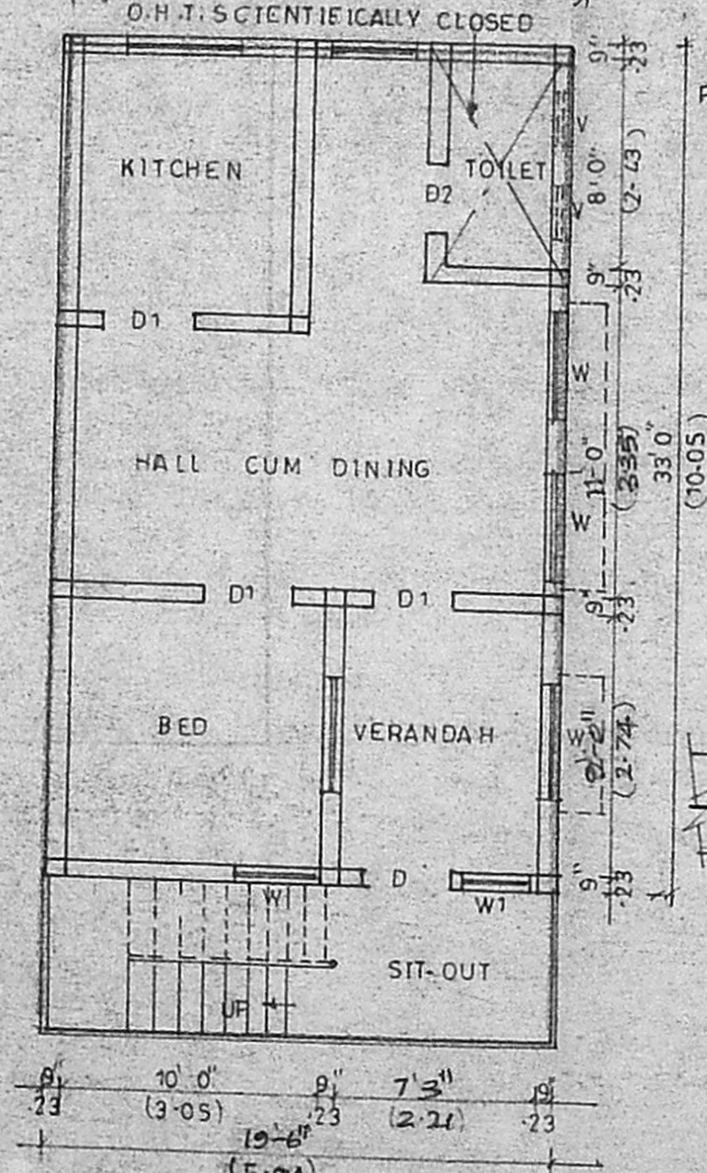 O.H.T. SCIENTIFICALLY CLOSED
9"
.23
KITCHEN
TOILET
V
D2
V
8'0"
(2.43)
9"
.23
D1
W
HALL CUM DINING
W
11'-0"
(3.35)
33'0"
(10.05)
D1
D1
9"
.23
BED
VERANDAH
W
(2.74)
W
D
W1
9"
.23
SIT-OUT
UP
9"
.23
10'0"
(3.05)
9"
.23
7'3"
(2.21)
9"
.23
19'-6"